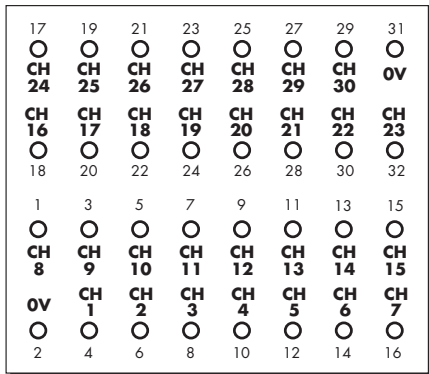 17 19 21 23 25 27 29 31
CH CH CH CH CH CH CH 0V
24 25 26 27 28 29 30
CH CH CH CH CH CH CH CH
16 17 18 19 20 21 22 23
18 20 22 24 26 28 30 32
1 3 5 7 9 11 13 15
CH CH CH CH CH CH CH CH
8 9 10 11 12 13 14 15
0V CH CH CH CH CH CH CH
1 2 3 4 5 6 7
2 4 6 8 10 12 14 16